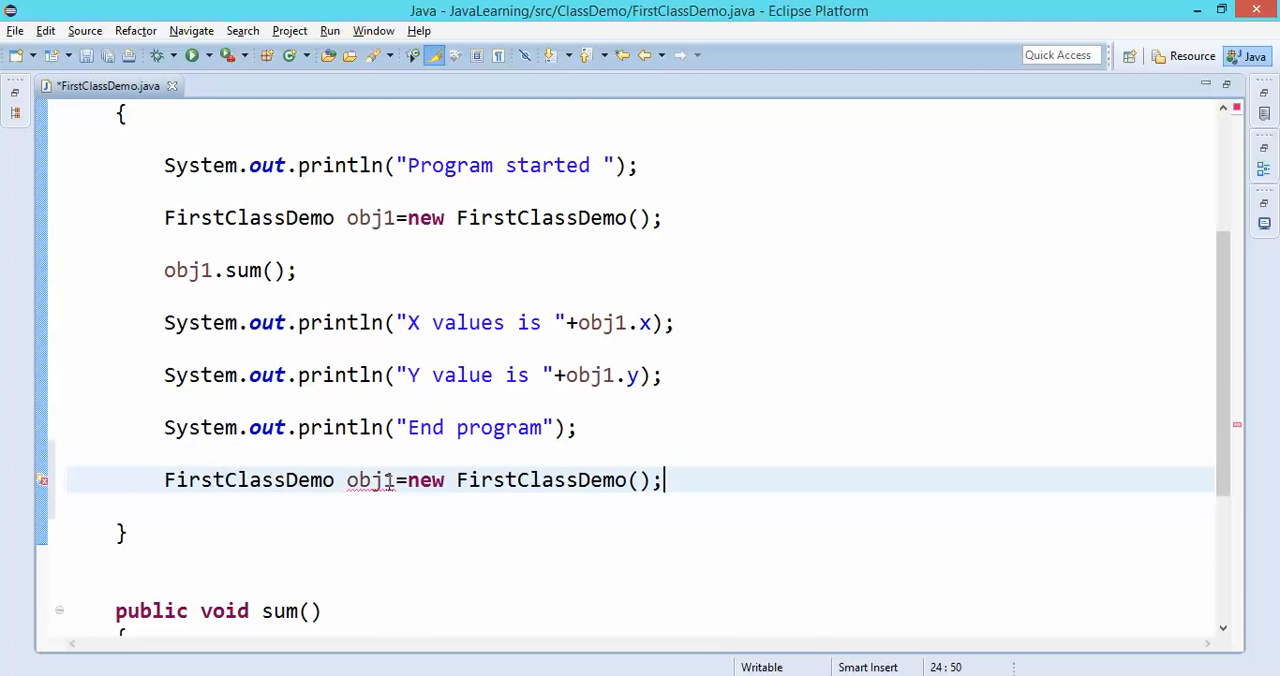 Java - JavaLearning/src/ClassDemo/FirstClassDemo.java - Eclipse Platform
File Edit Source Refactor Navigate Search Project Run Window Help
Quick Access Resource Java
*FirstClassDemo.java
{
System.out.println("Program started ");
FirstClassDemo obj1=new FirstClassDemo();
obj1.sum();
System.out.println("X values is "+obj1.x);
System.out.println("Y value is "+obj1.y);
System.out.println("End program");
FirstClassDemo obj1=new FirstClassDemo();
}
public void sum()
{
Writable Smart Insert 24 : 50